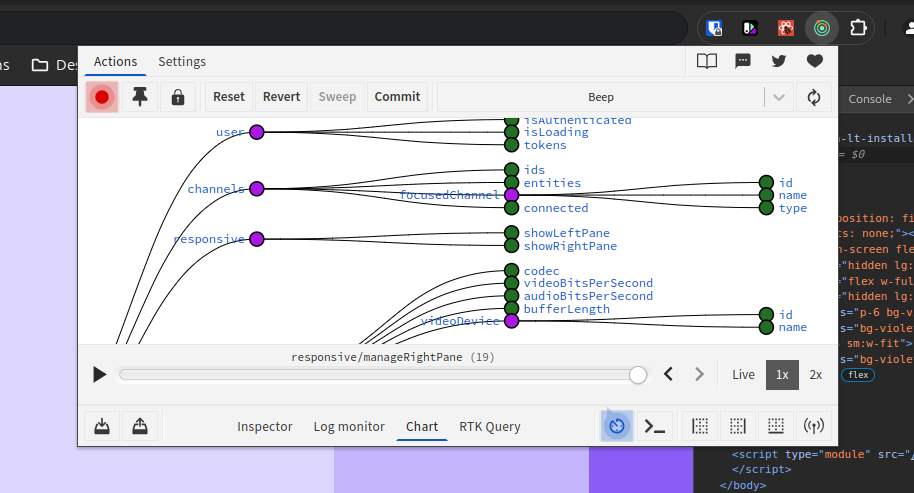 ns
Des
Actions Settings
Reset Revert Sweep Commit Beep
Console
isAuthenticated
user isLoading
tokens
n-lt-install
= $0
ids
channels entities id
focusedChannel name
connected type
position: fi
ts: none;"><
responsive showLeftPane
showRightPane
n-screen fle
="hidden lg:
codec
videoBitsPerSecond
="flex w-ful
audioBitsPerSecond
="hidden lg:
bufferLength
s="p-6 bg-v
videoDevice id
name
s="bg-viole
sm:w-fit">
responsive/manageRightPane (19)
s="bg-viole
Live 1x 2x
flex
Inspector Log monitor Chart RTK Query
<script type="module" src="/
</script>
</body>